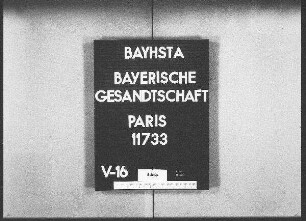 BAYHSTA
BAYERISCHE
GESANDTSCHAFT
PARIS
11733
V-16